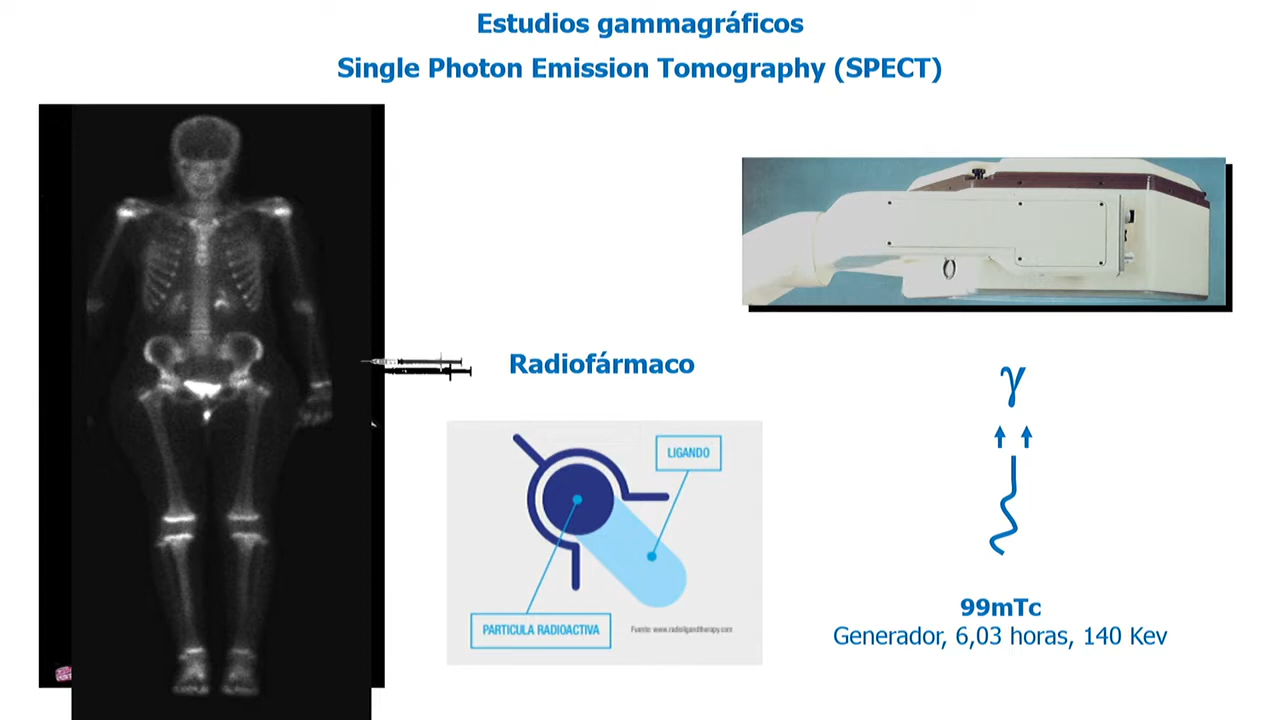 Estudios gammagráficos
Single Photon Emission Tomography (SPECT)
Radiofármaco
LIGANDO
PARTICULA RADIOACTIVA
Fuente: www.radioligandtherapy.com
γ
99mTc
Generador, 6,03 horas, 140 Kev